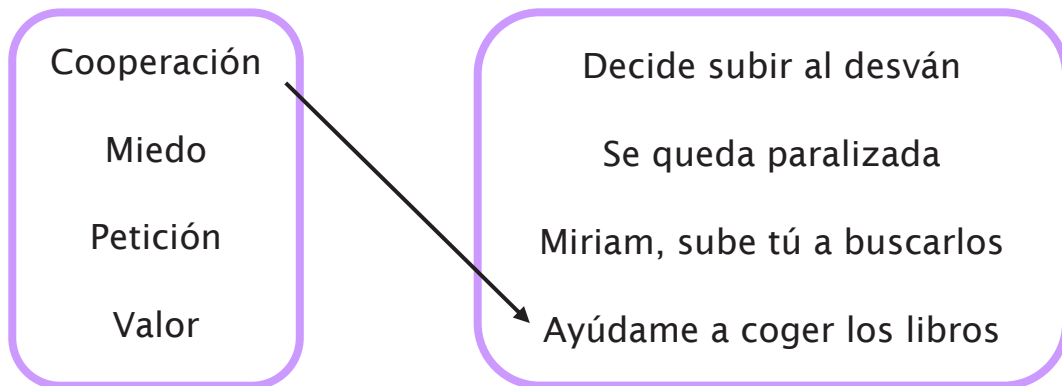 Cooperación
Miedo
Petición
Valor
Decide subir al desván
Se queda paralizada
Miriam, sube tú a buscarlos
Ayúdame a coger los libros